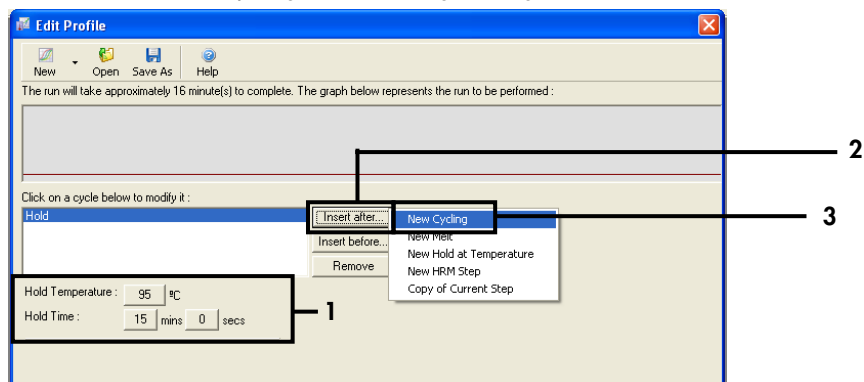 Edit Profile
New Open Save As Help
The run will take approximately 16 minute(s) to complete. The graph below represents the run to be performed :
2
Click on a cycle below to modify it :
Hold
Insert after...
New Cycling
3
Insert before...
New Melt
New Hold at Temperature
Remove
New HRM Step
Copy of Current Step
Hold Temperature : 95 ºC
1
Hold Time : 15 mins 0 secs